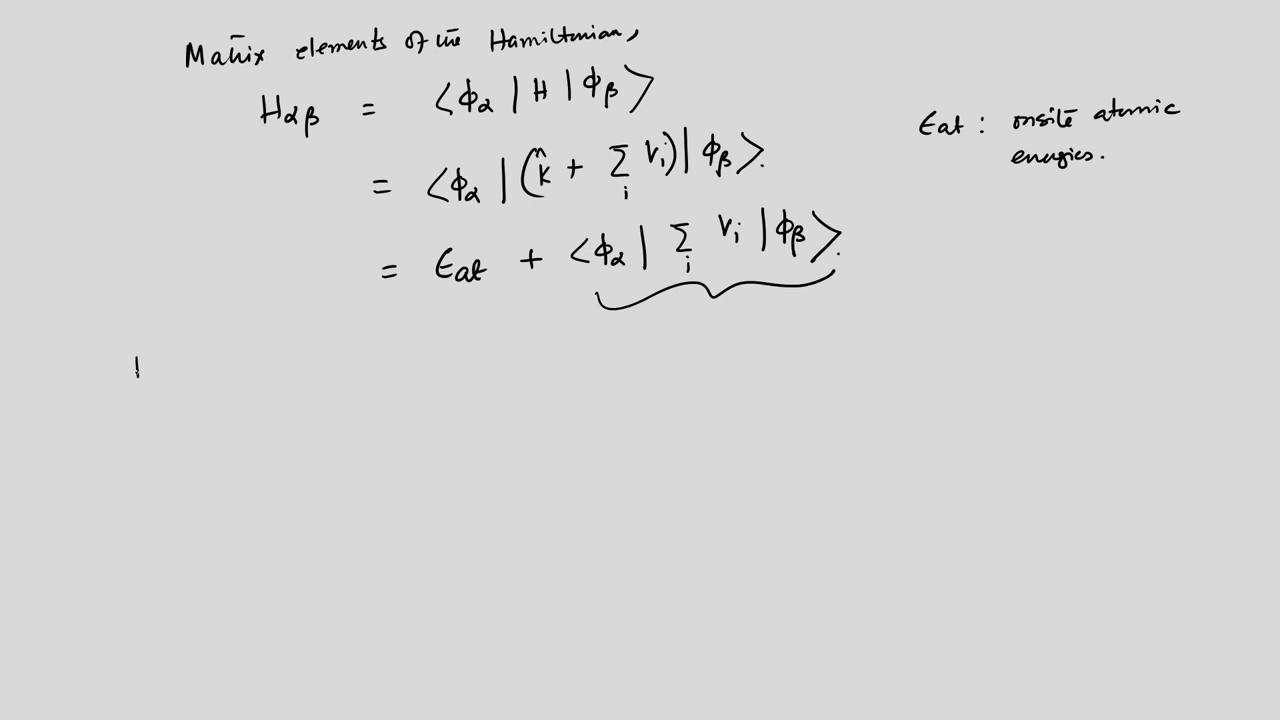 Matrix elements of the Hamiltonian,
Hαβ = ⟨ϕα | H | ϕβ⟩
= ⟨ϕα | (k̂ + Σi Vi) | ϕβ⟩.
= ϵat + ⟨ϕα | Σi Vi | ϕβ⟩.
ϵat : onsite atomic
energies.